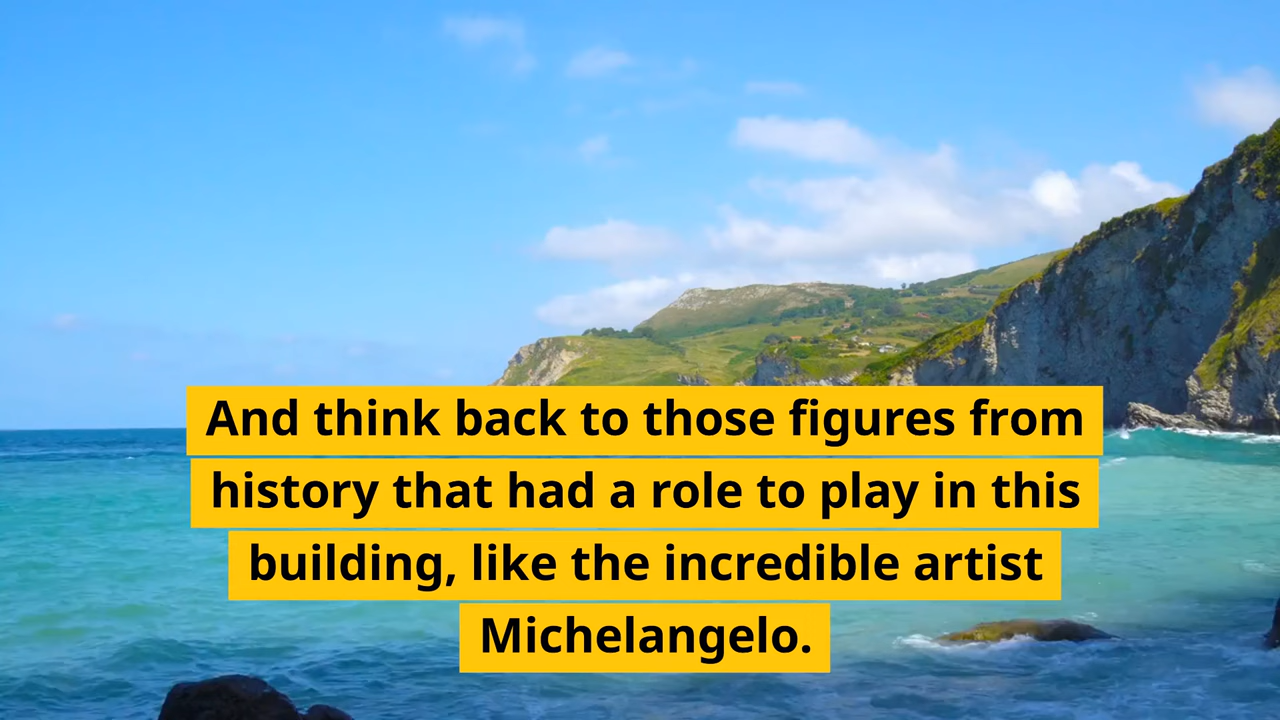 And think back to those figures from
history that had a role to play in this
building, like the incredible artist
Michelangelo.